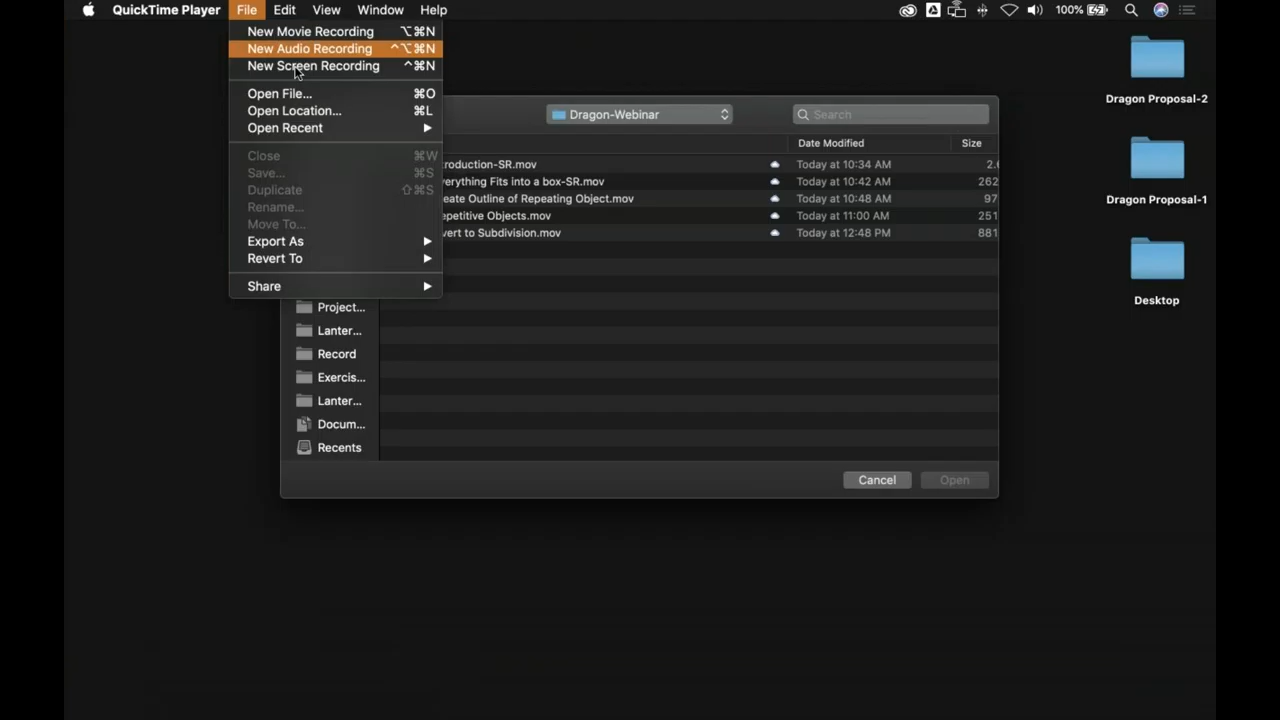 QuickTime Player File Edit View Window Help 100%
New Movie Recording ⌥⌘N
New Audio Recording ^⌥⌘N
New Screen Recording ^⌘N
Open File... ⌘O
Open Location... ⌘L
Open Recent
Close ⌘W
Save... ⌘S
Duplicate ⇧⌘S
Rename...
Move To...
Export As
Revert To
Share
Dragon-Webinar
Search
Date Modified Size
roduction-SR.mov Today at 10:34 AM 2.
erything Fits into a box-SR.mov Today at 10:42 AM 262
eate Outline of Repeating Object.mov Today at 10:48 AM 97
epetitive Objects.mov Today at 11:00 AM 251
vert to Subdivision.mov Today at 12:48 PM 881
Project...
Lanter...
Record
Exercis...
Lanter...
Docum...
Recents
Cancel Open
Dragon Proposal-2
Dragon Proposal-1
Desktop